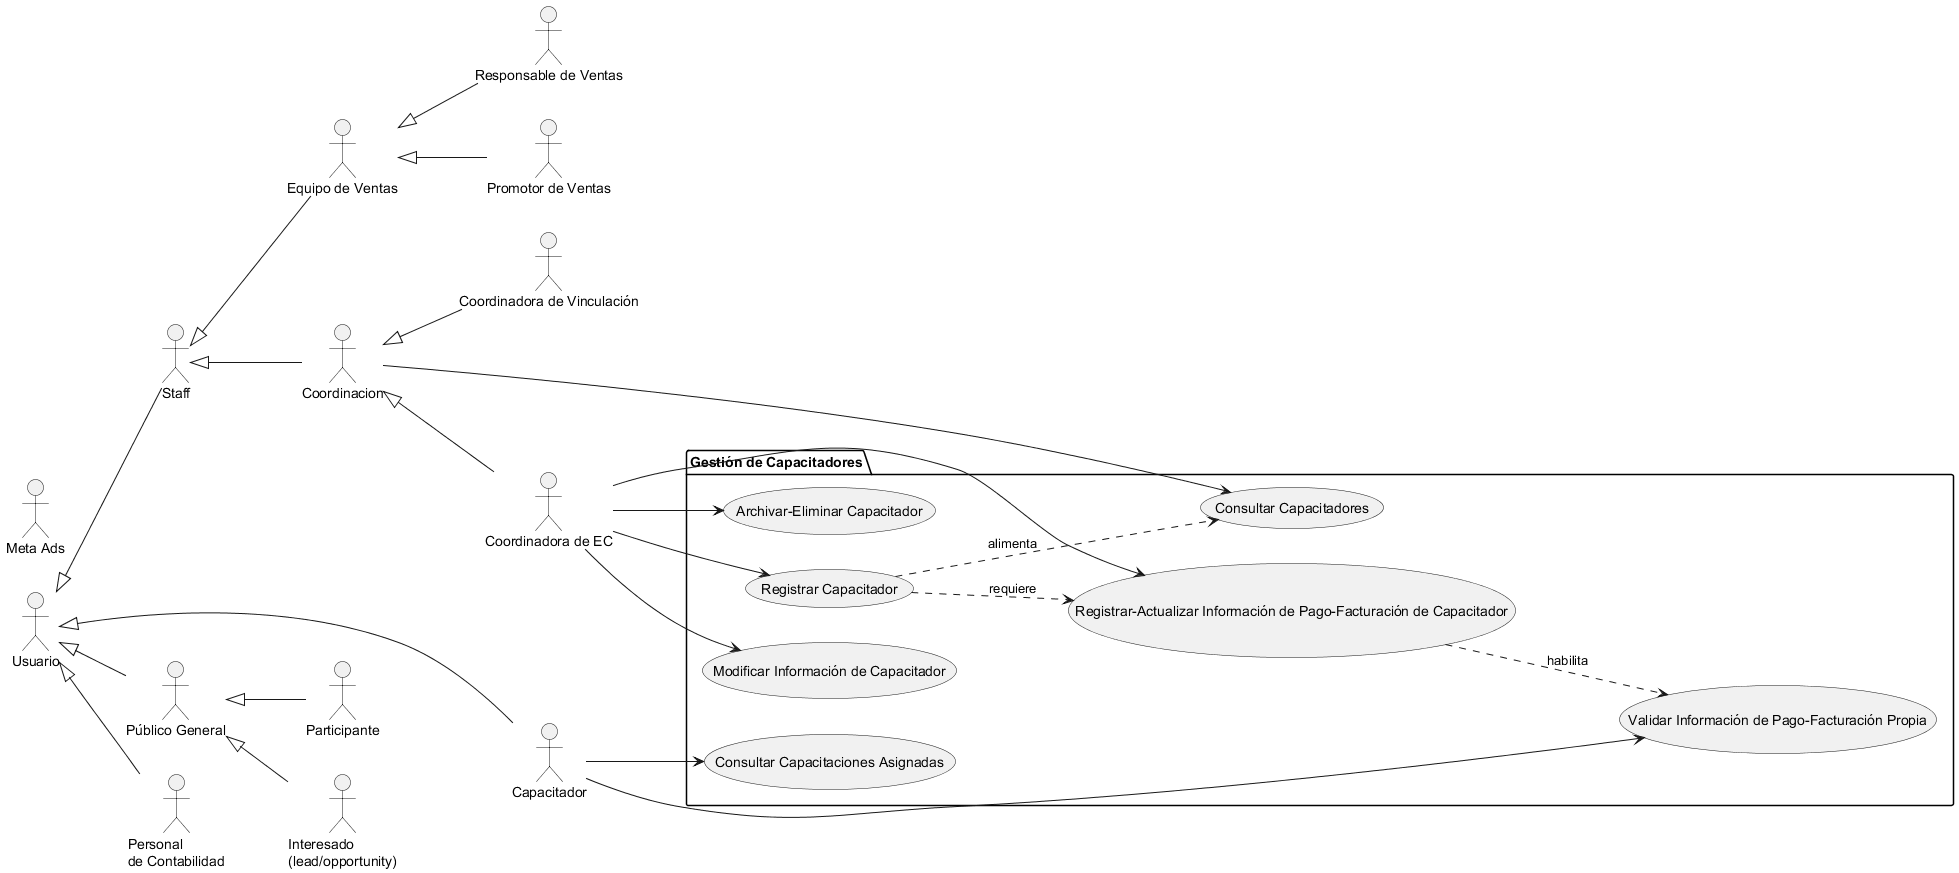 Responsable de Ventas
Equipo de Ventas
Promotor de Ventas
Coordinadora de Vinculación
Staff
Coordinacion
Gestión de Capacitadores
Meta Ads
Coordinadora de EC
Archivar-Eliminar Capacitador
Consultar Capacitadores
alimenta
Registrar Capacitador
requiere
Registrar-Actualizar Información de Pago-Facturación de Capacitador
Usuario
Modificar Información de Capacitador
habilita
Público General
Participante
Validar Información de Pago-Facturación Propia
Capacitador
Consultar Capacitaciones Asignadas
Personal
de Contabilidad
Interesado
(lead/opportunity)